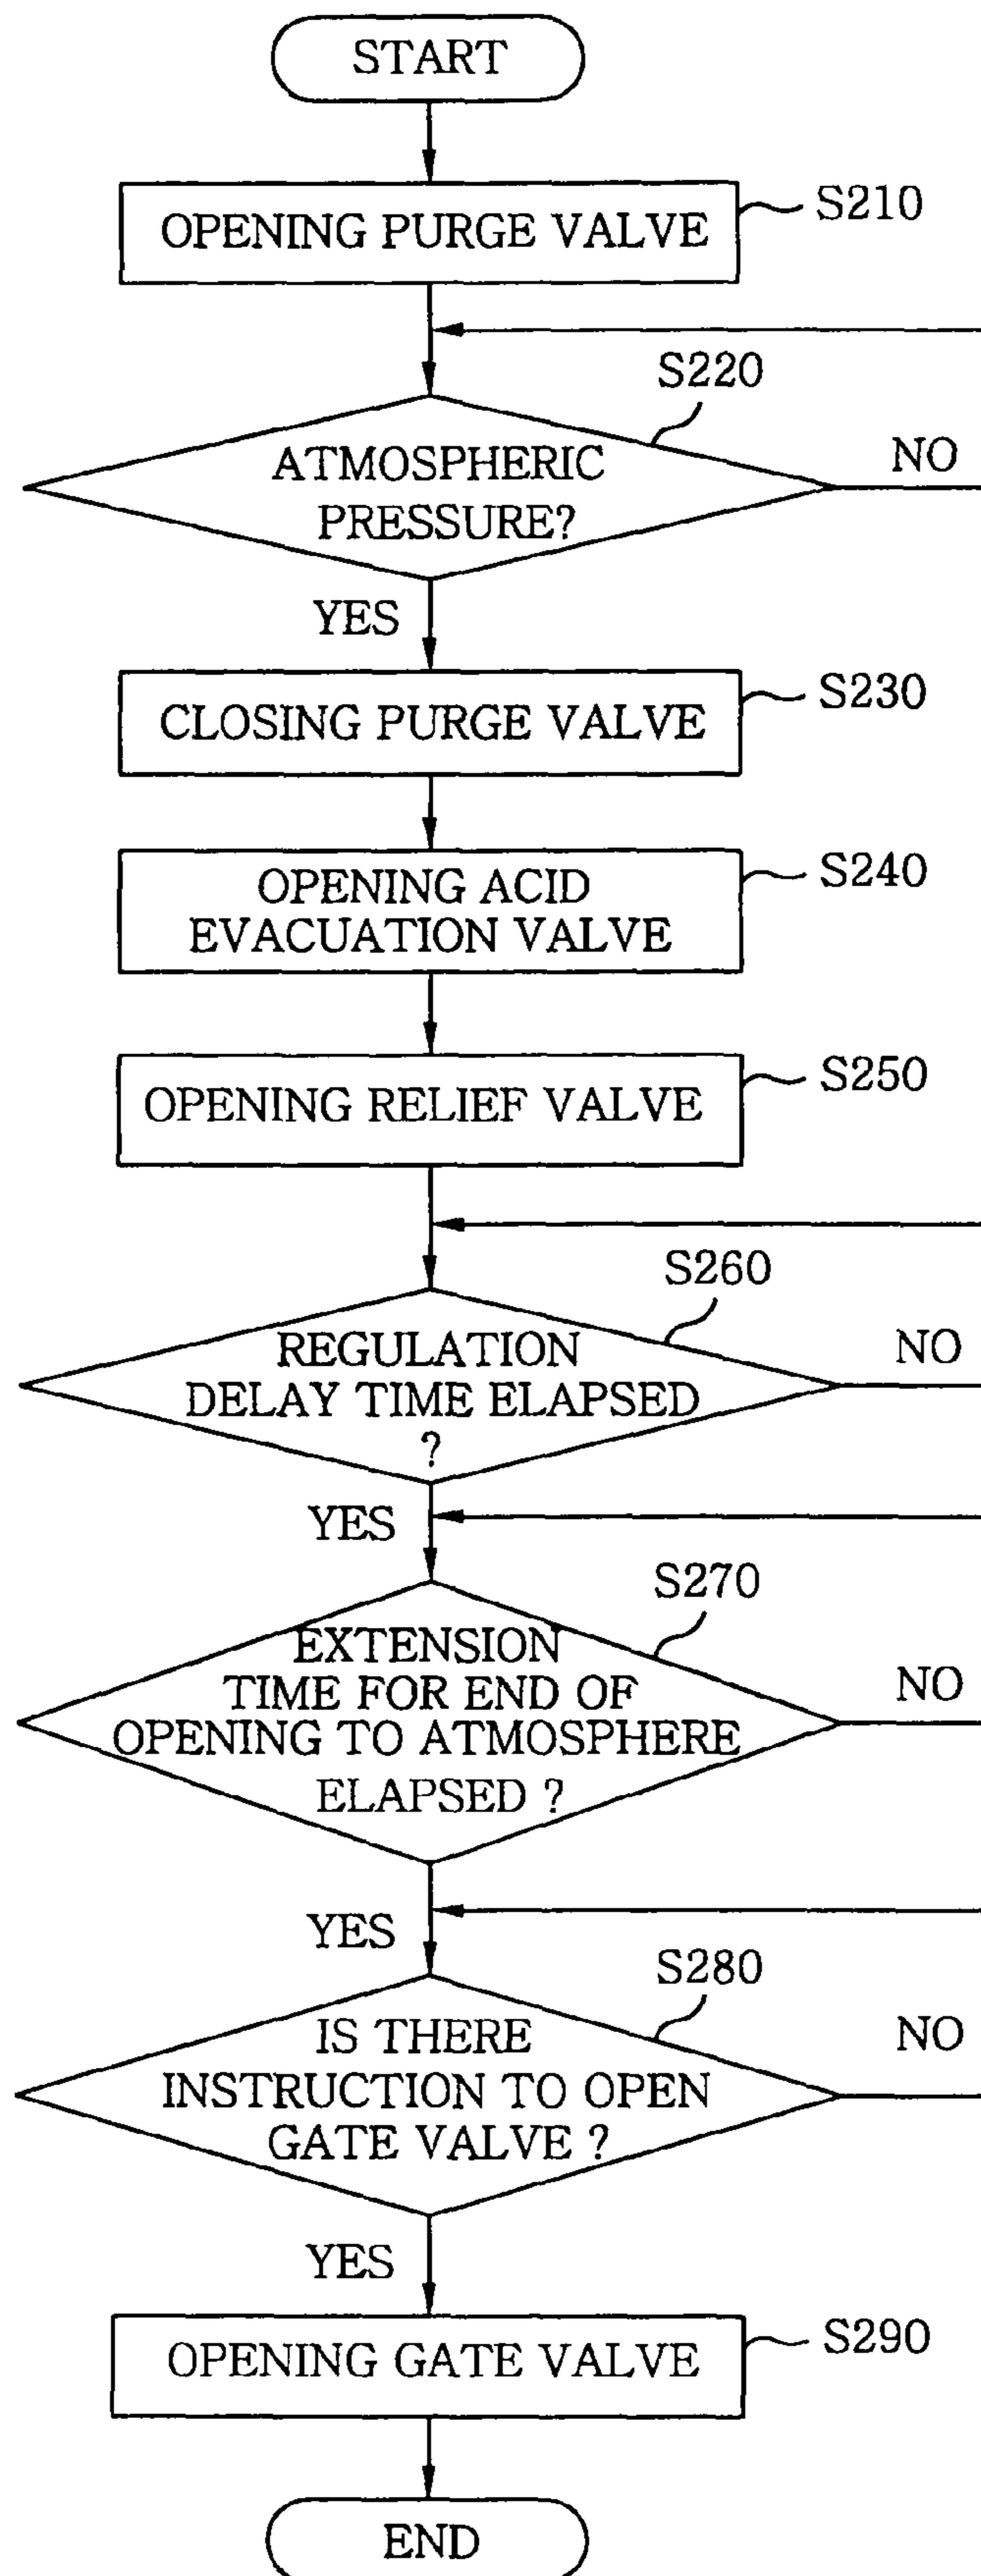 START
OPENING PURGE VALVE
S210
S220
ATMOSPHERIC
PRESSURE?
NO
YES
CLOSING PURGE VALVE
S230
OPENING ACID
EVACUATION VALVE
S240
OPENING RELIEF VALVE
S250
S260
REGULATION
DELAY TIME ELAPSED
?
NO
YES
S270
EXTENSION
TIME FOR END OF
OPENING TO ATMOSPHERE
ELAPSED ?
NO
YES
S280
IS THERE
INSTRUCTION TO OPEN
GATE VALVE ?
NO
YES
OPENING GATE VALVE
S290
END